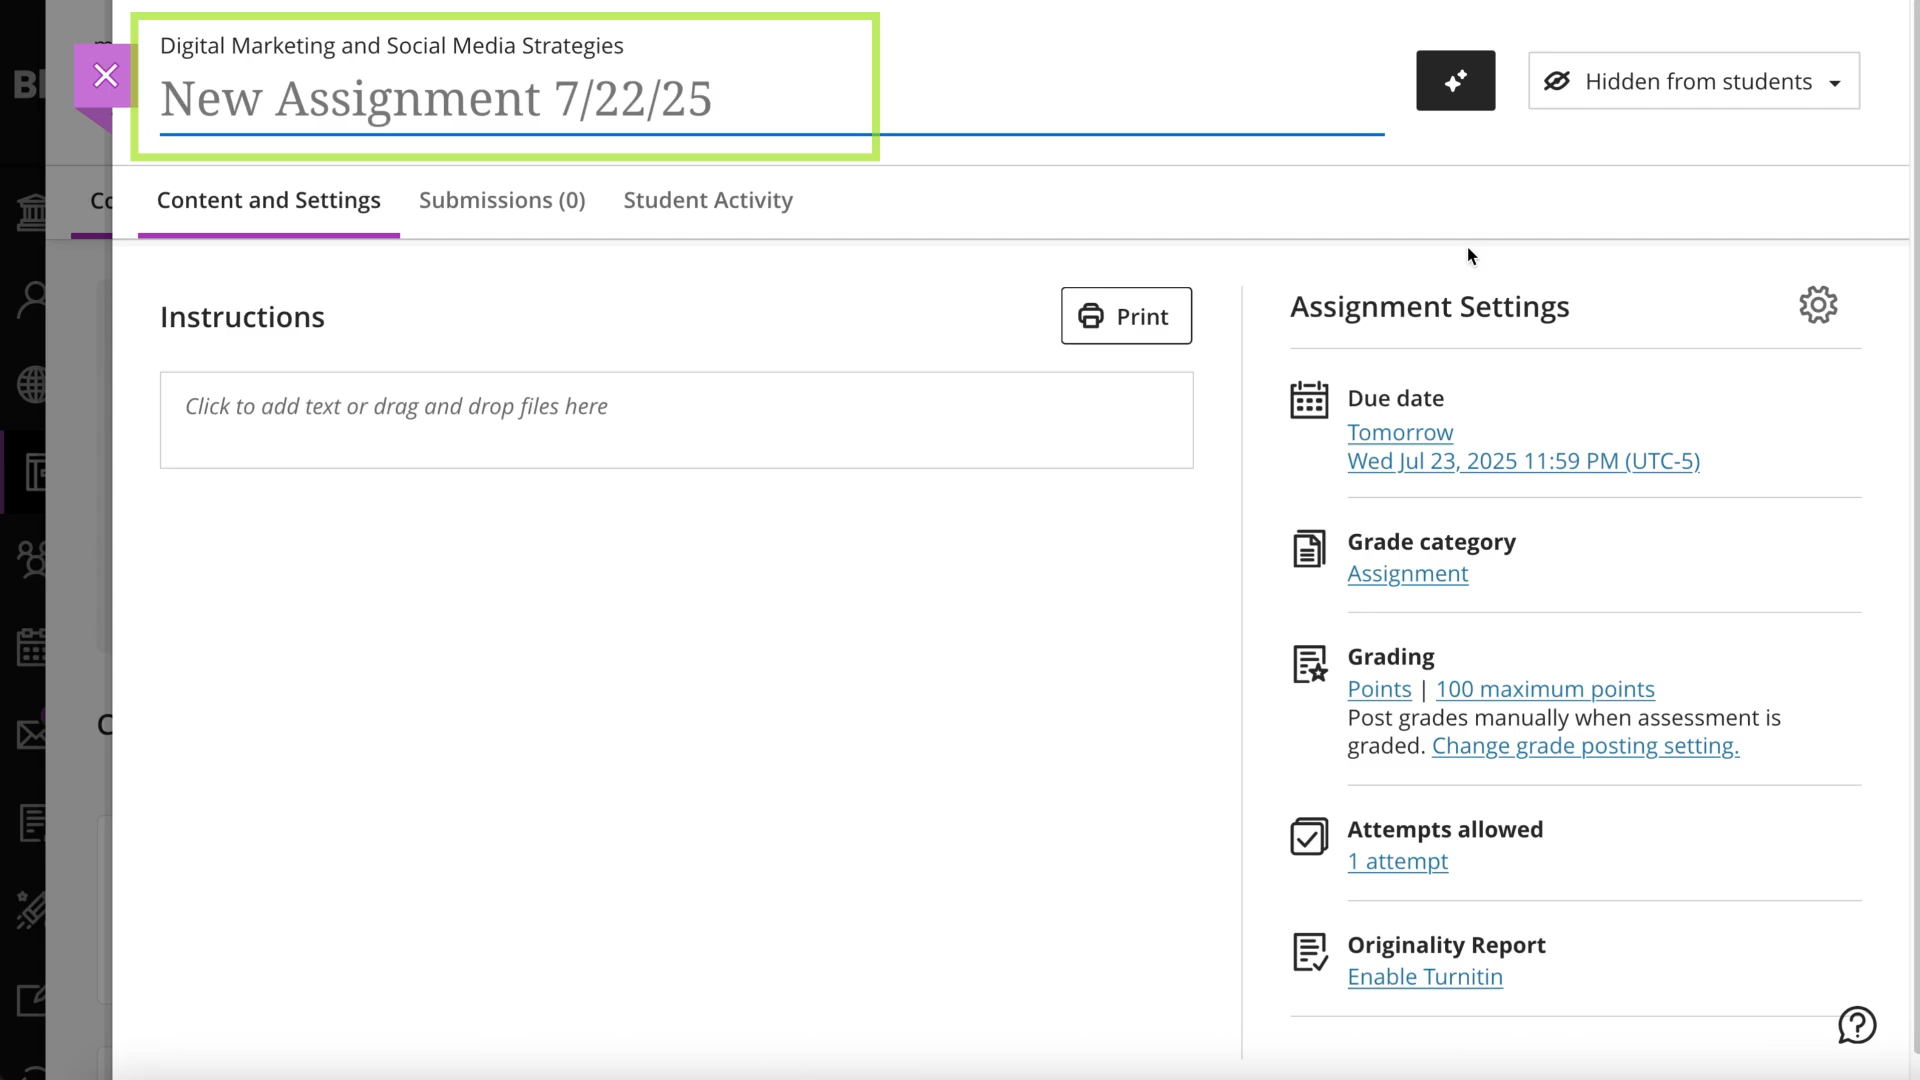 Digital Marketing and Social Media Strategies
New Assignment 7/22/25
Hidden from students
Content and Settings
Submissions (0)
Student Activity
Instructions
Print
Click to add text or drag and drop files here
Assignment Settings
Due date
Tomorrow
Wed Jul 23, 2025 11:59 PM (UTC-5)
Grade category
Assignment
Grading
Points | 100 maximum points
Post grades manually when assessment is
graded. Change grade posting setting.
Attempts allowed
1 attempt
Originality Report
Enable Turnitin